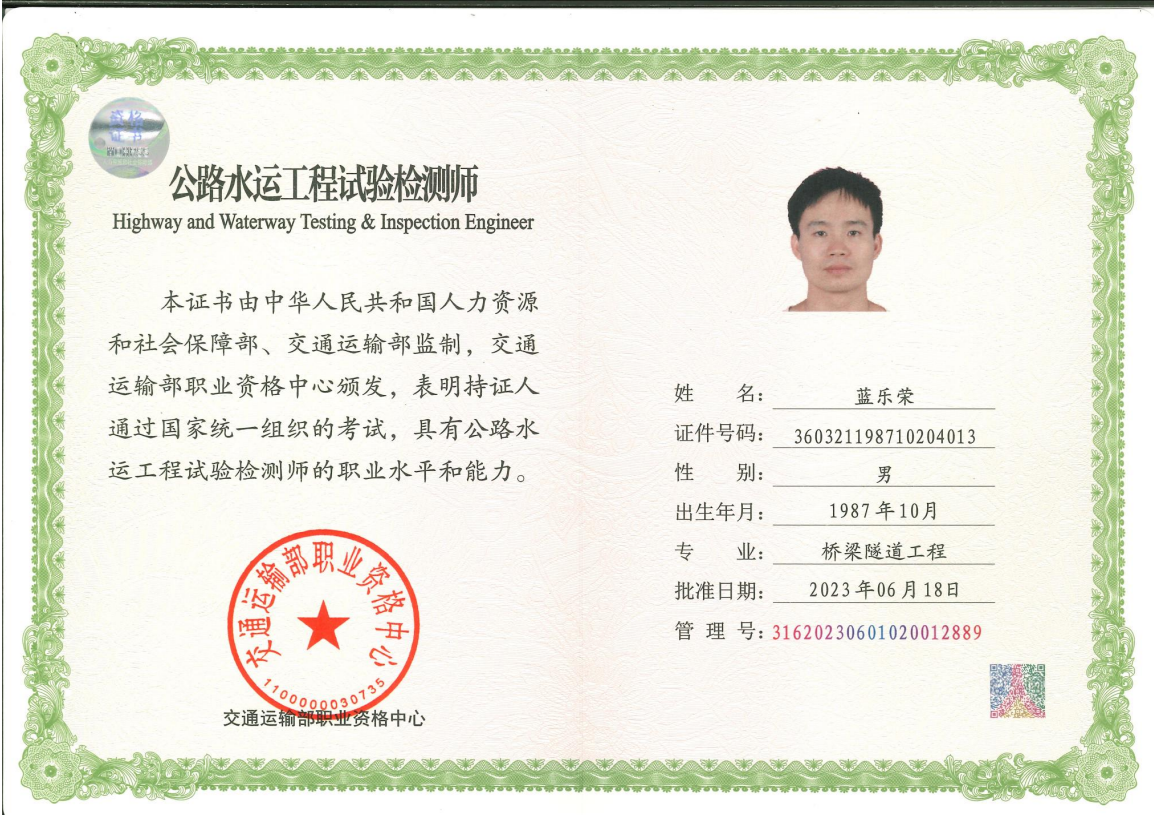 公路水运工程试验检测师
Highway and Waterway Testing & Inspection Engineer
本证书由中华人民共和国人力资源
和社会保障部、交通运输部监制，交通
运输部职业资格中心颁发，表明持证人
通过国家统一组织的考试，具有公路水
运工程试验检测师的职业水平和能力。
交通运输部职业资格中心
1100000030735
交通运输部职业资格中心
姓 名：蓝乐荣
证件号码：360321198710204013
性 别：男
出生年月：1987年10月
专 业：桥梁隧道工程
批准日期：2023年06月18日
管 理 号：31620230601020012889